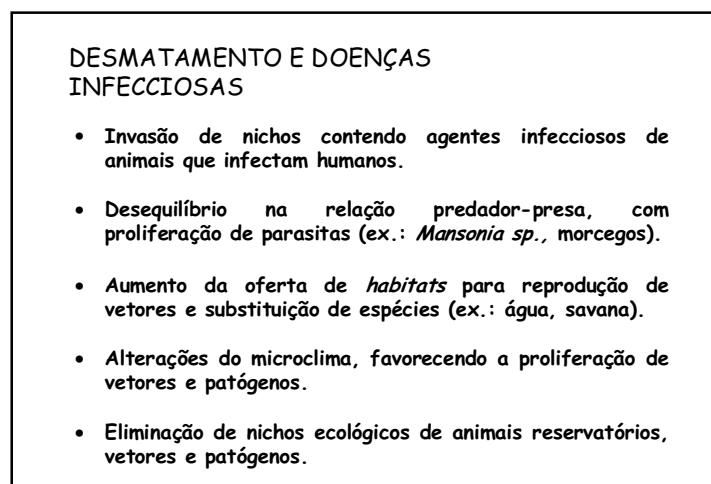 DESMATAMENTO E DOENÇAS
INFECCIOSAS
• Invasão de nichos contendo agentes infecciosos de
animais que infectam humanos.
• Desequilíbrio na relação predador-presa, com
proliferação de parasitas (ex.: Mansonia sp., morcegos).
• Aumento da oferta de habitats para reprodução de
vetores e substituição de espécies (ex.: água, savana).
• Alterações do microclima, favorecendo a proliferação de
vetores e patógenos.
• Eliminação de nichos ecológicos de animais reservatórios,
vetores e patógenos.